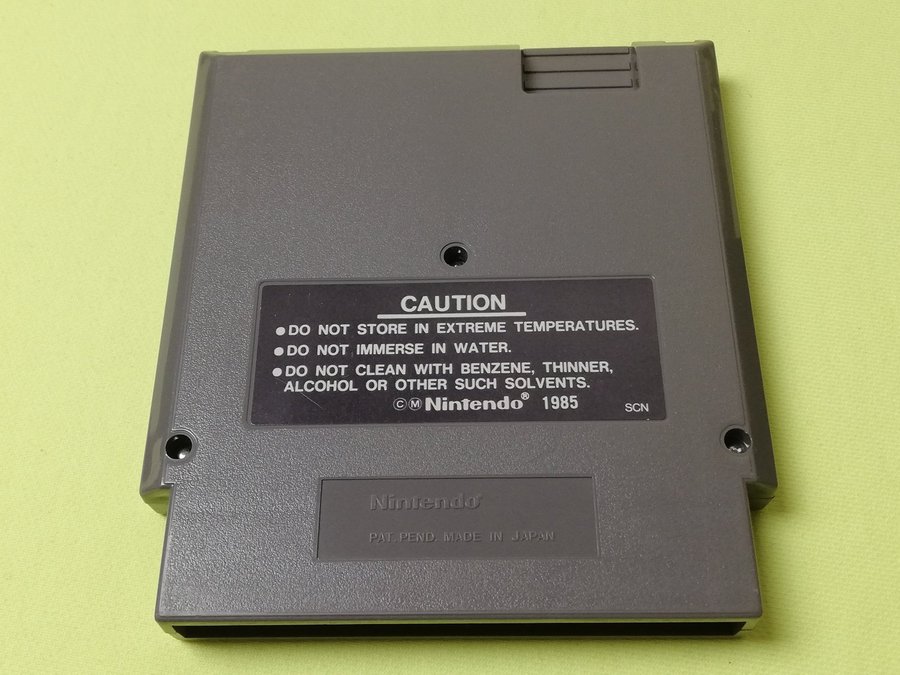 CAUTION
●DO NOT STORE IN EXTREME TEMPERATURES.
●DO NOT IMMERSE IN WATER.
●DO NOT CLEAN WITH BENZENE, THINNER,
ALCOHOL OR OTHER SUCH SOLVENTS.
ⒸⓂNintendo® 1985 SCN
Nintendo®
PAT. PEND. MADE IN JAPAN